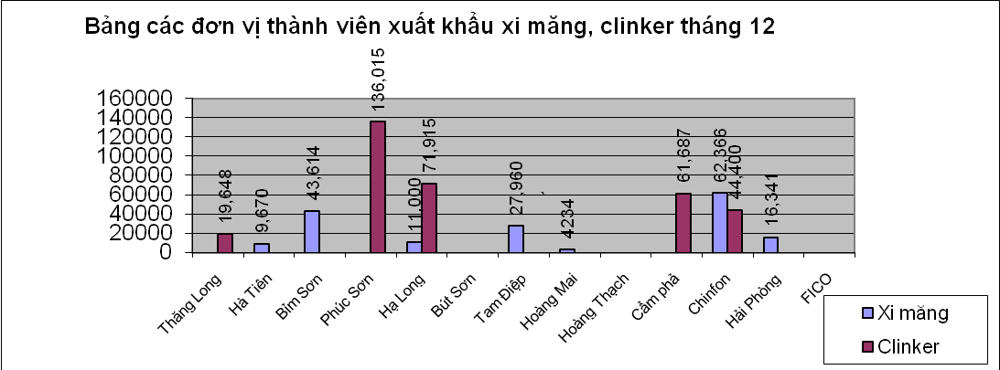 Bảng các đơn vị thành viên xuất khẩu xi măng, clinker tháng 12
160000
140000
120000
100000
80000
60000
40000
20000
0
19,648
9,670
43,614
136,015
11,000
71,915
27,960
4234
61,687
62,366
44,400
16,341
Thăng Long
Hà Tiên
Bỉm Sơn
Phúc Sơn
Hạ Long
Bút Sơn
Tam Điệp
Hoàng Mai
Hoàng Thạch
Cẩm phả
Chinfon
Hải Phòng
FICO
Xi măng
Clinker